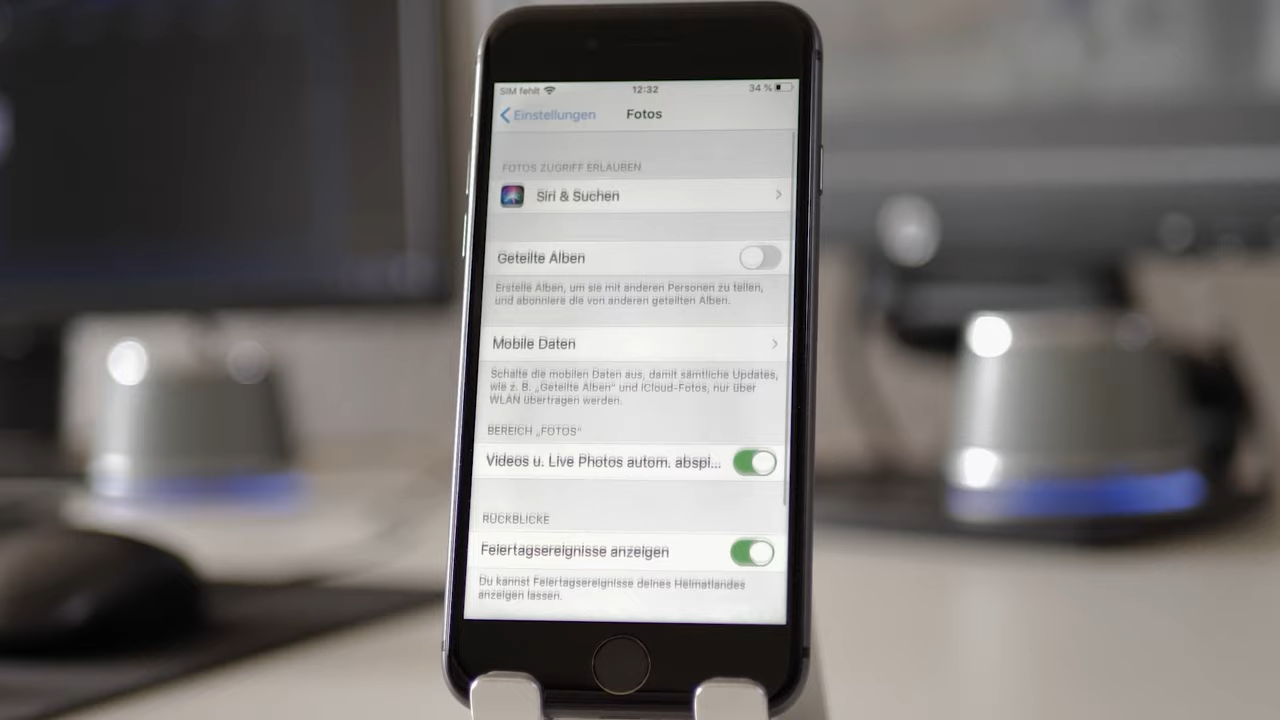 SIM fehlt 12:32 34 %
Einstellungen Fotos
FOTOS ZUGRIFF ERLAUBEN
Siri & Suchen
Geteilte Alben
Erstelle Alben, um sie mit anderen Personen zu teilen,
und abonniere die von anderen geteilten Alben.
Mobile Daten
Schalte die mobilen Daten aus, damit sämtliche Updates,
wie z. B. „Geteilte Alben“ und iCloud-Fotos, nur über
WLAN übertragen werden.
BEREICH „FOTOS“
Videos u. Live Photos autom. abspi...
RÜCKBLICKE
Feiertagsereignisse anzeigen
Du kannst Feiertagsereignisse deines Heimatlandes
anzeigen lassen.